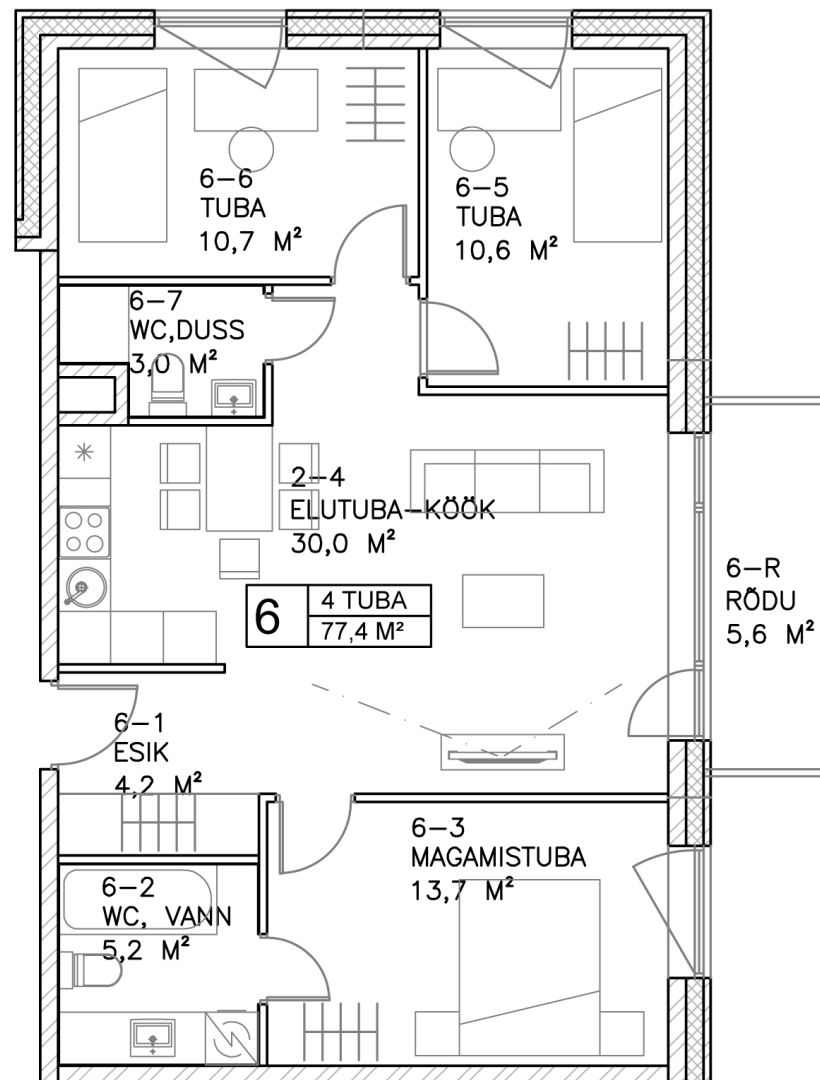 6-6
TUBA
10,7 M²
6-5
TUBA
10,6 M²
6-7
WC,DUSS
3,0 M²
2-4
ELUTUBA-KÖÖK
30,0 M²
6
4 TUBA
77,4 M²
6-R
RÕDU
5,6 M²
6-1
ESIK
4,2 M²
6-3
MAGAMISTUBA
13,7 M²
6-2
WC, VANN
5,2 M²